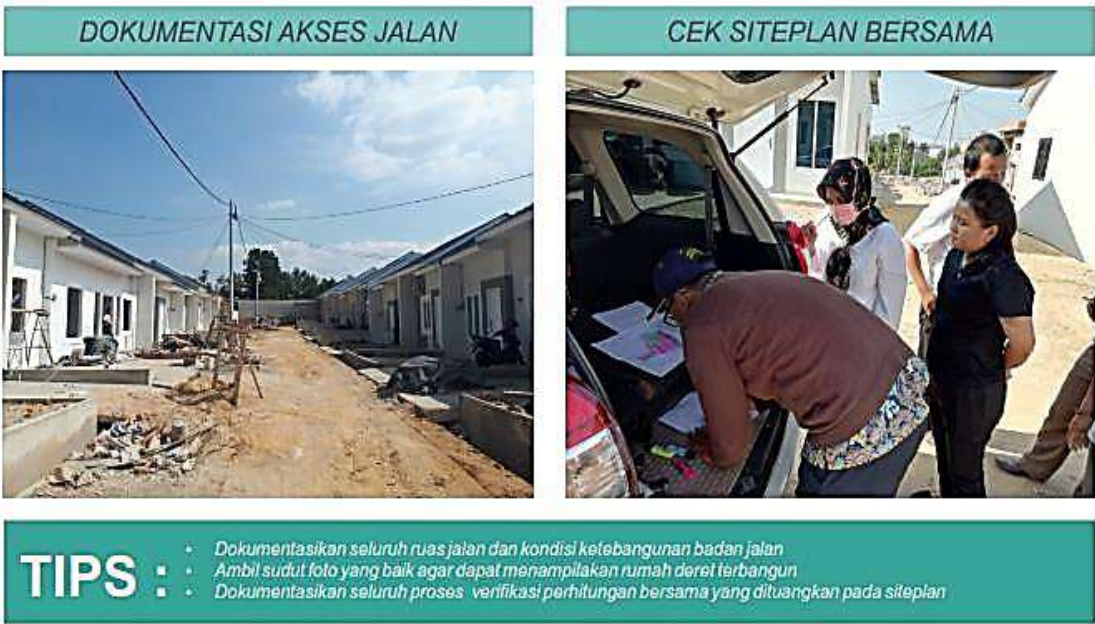 DOKUMENTASI AKSES JALAN
CEK SITEPLAN BERSAMA
TIPS :
• Dokumentasikan seluruh ruas jalan dan kondisi keterbangunan badan jalan
• Ambil sudut foto yang baik agar dapat menampilakan rumah deret terbangun
• Dokumentasikan seluruh proses verifikasi perhitungan bersama yang dituangkan pada siteplan